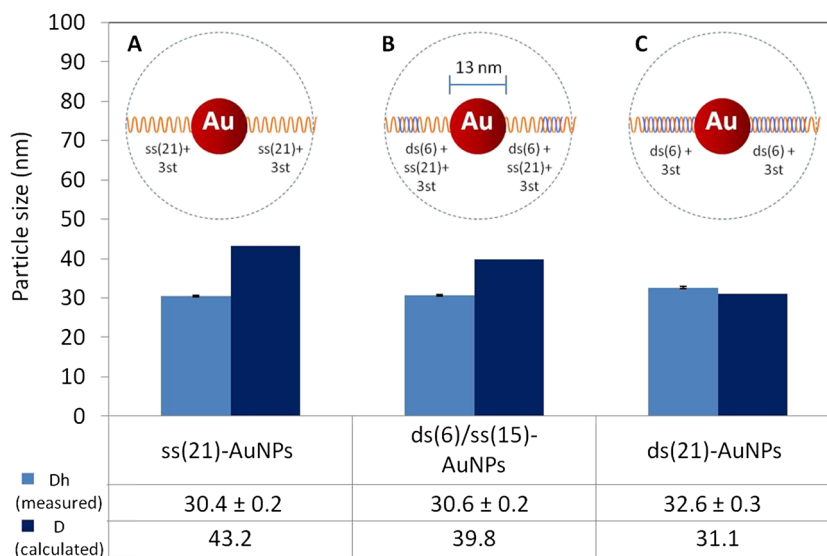 Particle size (nm)
100
90
80
70
60
50
40
30
20
10
0
A
Au
ss(21)+
3st
ss(21)+
3st
B
13 nm
Au
ds(6) +
ss(21)+
3st
ds(6) +
ss(21)+
3st
C
Au
ds(6) +
3st
ds(6) +
3st
ss(21)-AuNPs
ds(6)/ss(15)-
AuNPs
ds(21)-AuNPs
Dh
(measured)
30.4 ± 0.2
30.6 ± 0.2
32.6 ± 0.3
D
(calculated)
43.2
39.8
31.1